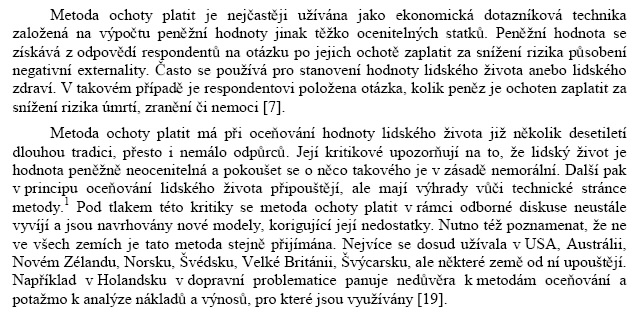 Metoda ochoty platit je nejčastěji užívána jako ekonomická dotazníková technika
založená na výpočtu peněžní hodnoty jinak těžko ocenitelných statků. Peněžní hodnota se
získává z odpovědí respondentů na otázku po jejich ochotě zaplatit za snížení rizika působení
negativní externality. Často se používá pro stanovení hodnoty lidského života anebo lidského
zdraví. V takovém případě je respondentovi položena otázka, kolik peněz je ochoten zaplatit za
snížení rizika úmrtí, zranění či nemoci [7].
Metoda ochoty platit má při oceňování hodnoty lidského života již několik desetiletí
dlouhou tradici, přesto i nemálo odpůrců. Její kritikové upozorňují na to, že lidský život je
hodnota peněžně neocenitelná a pokoušet se o něco takového je v zásadě nemorální. Další pak
v principu oceňování lidského života připouštějí, ale mají výhrady vůči technické stránce
metody.1 Pod tlakem této kritiky se metoda ochoty platit v rámci odborné diskuse neustále
vyvíjí a jsou navrhovány nové modely, korigující její nedostatky. Nutno též poznamenat, že ne
ve všech zemích je tato metoda stejně přijímána. Nejvíce se dosud užívala v USA, Austrálii,
Novém Zélandu, Norsku, Švédsku, Velké Británii, Švýcarsku, ale některé země od ní upouštějí.
Například v Holandsku v dopravní problematice panuje nedůvěra k metodám oceňování a
potažmo k analýze nákladů a výnosů, pro které jsou využívány [19].